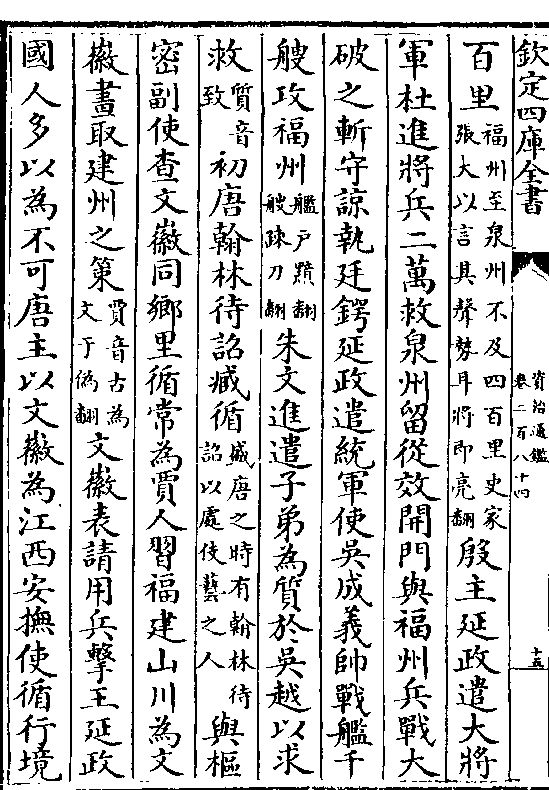 欽定四庫全書
資治通鑑
卷二百八十四
十五
百里福州至泉州不及四百里史家張大以言其聲勢耳將即亮翻殷主延政遣大將
軍杜進將兵二萬救泉州留從效開門與福州兵戰大
破之斬守諒執廷鍔延政遣統軍使吳成義帥戰艦千
艘攻福州艦户黯翻艘疎刀翻朱文進遣子弟為質於吳越以求
救質音致初唐翰林待詔臧循盛唐之時有翰林待詔以處伎藝之人與樞
密副使查文徽同鄉里循常為賈人習福建山川為文
徽畫取建州之策賈音古為文于偽翻文徽表請用兵擊王延政
國人多以為不可唐主以文徽為江西安撫使循行境